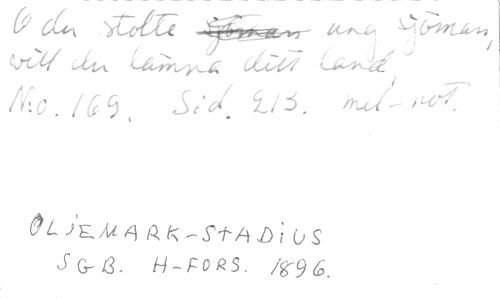 O du stolte sjöman ung sjöman,
vill du lämna ditt land,
N:o. 169. Sid. 213. mel-not.
OLJEMARK-STADIUS
SGB. H-FORS. 1896.